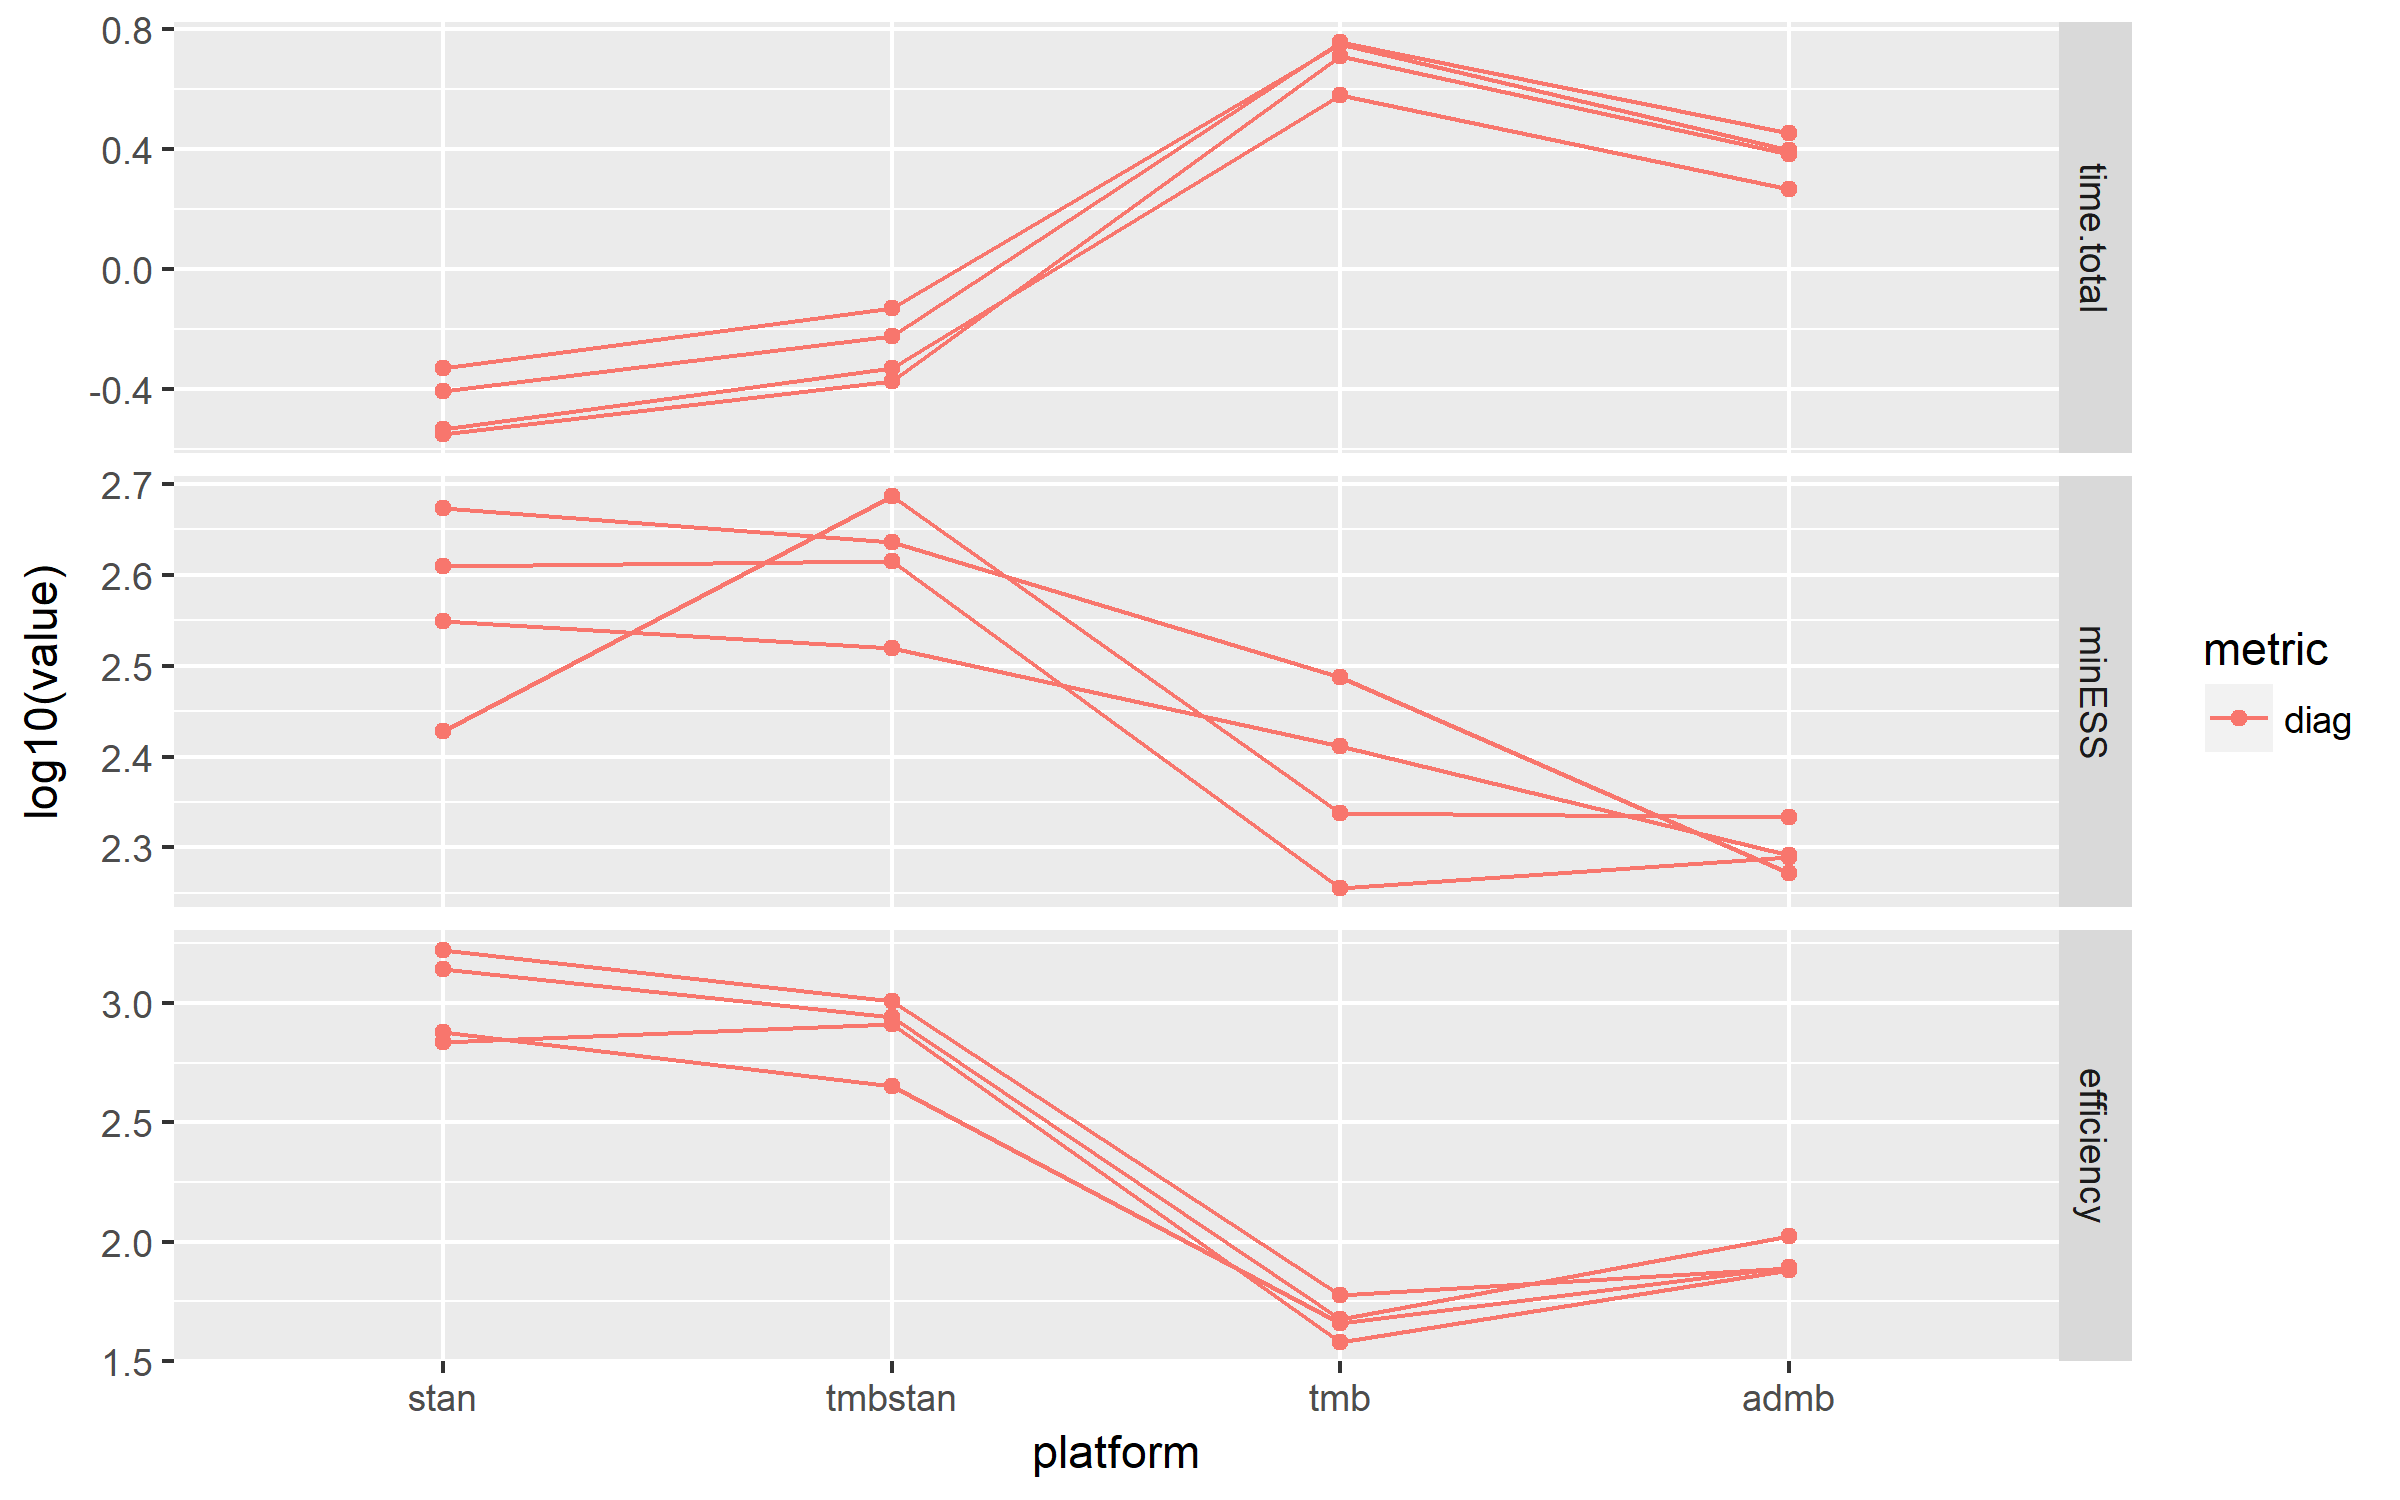 0.8
0.4
0.0
-0.4
time.total
2.7
2.6
2.5
2.4
2.3
minESS
3.0
2.5
2.0
1.5
efficiency
log10(value)
stan tmbstan tmb admb
platform
metric
diag